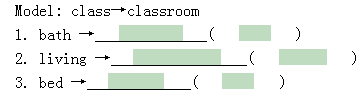 Model: class→classroom
1. bath →__________( )
2. living →__________( )
3. bed →__________( )